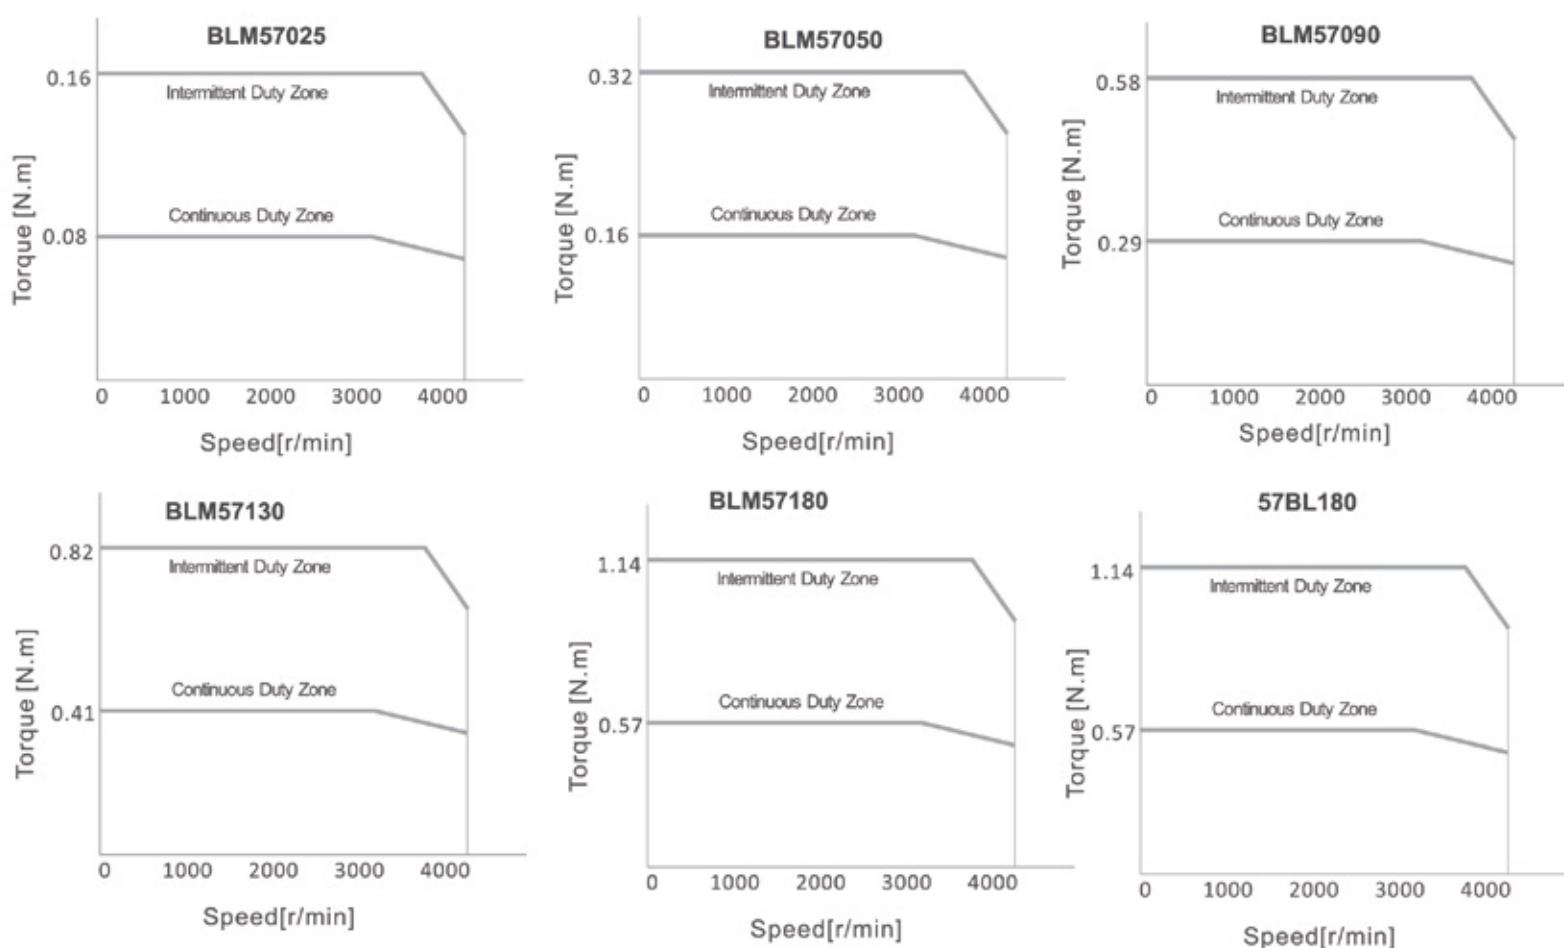 BLM57025
0.16
Intermittent Duty Zone
Continuous Duty Zone
0.08
Torque [N.m]
0 1000 2000 3000 4000
Speed[r/min]
BLM57050
0.32
Intermittent Duty Zone
Continuous Duty Zone
0.16
Torque [N.m]
0 1000 2000 3000 4000
Speed[r/min]
BLM57090
0.58
Intermittent Duty Zone
Continuous Duty Zone
0.29
Torque [N.m]
0 1000 2000 3000 4000
Speed[r/min]
BLM57130
0.82
Intermittent Duty Zone
Continuous Duty Zone
0.41
Torque [N.m]
0 1000 2000 3000 4000
Speed[r/min]
BLM57180
1.14
Intermittent Duty Zone
Continuous Duty Zone
0.57
Torque [N.m]
0 1000 2000 3000 4000
Speed[r/min]
57BL180
1.14
Intermittent Duty Zone
Continuous Duty Zone
0.57
Torque [N.m]
0 1000 2000 3000 4000
Speed[r/min]